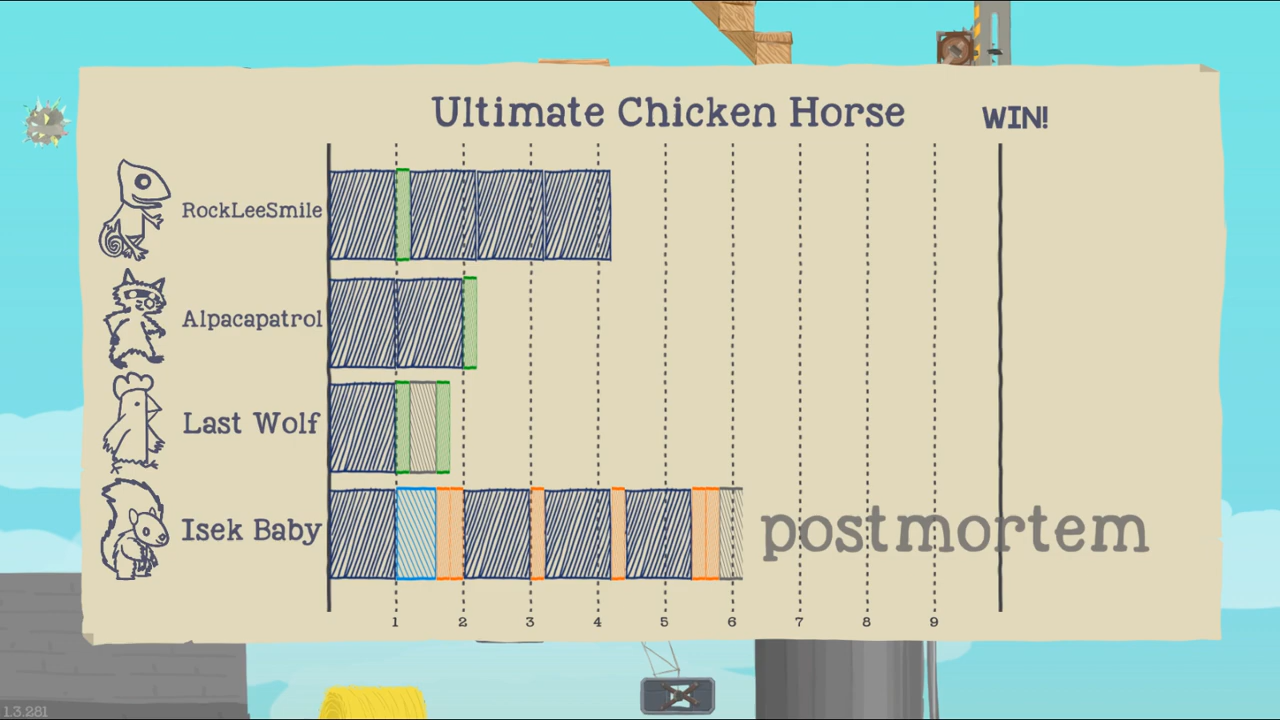 Ultimate Chicken Horse
WIN!
RockLeeSmile
Alpacapatrol
Last Wolf
Isek Baby
postmortem
1 2 3 4 5 6 7 8 9
1.3.281